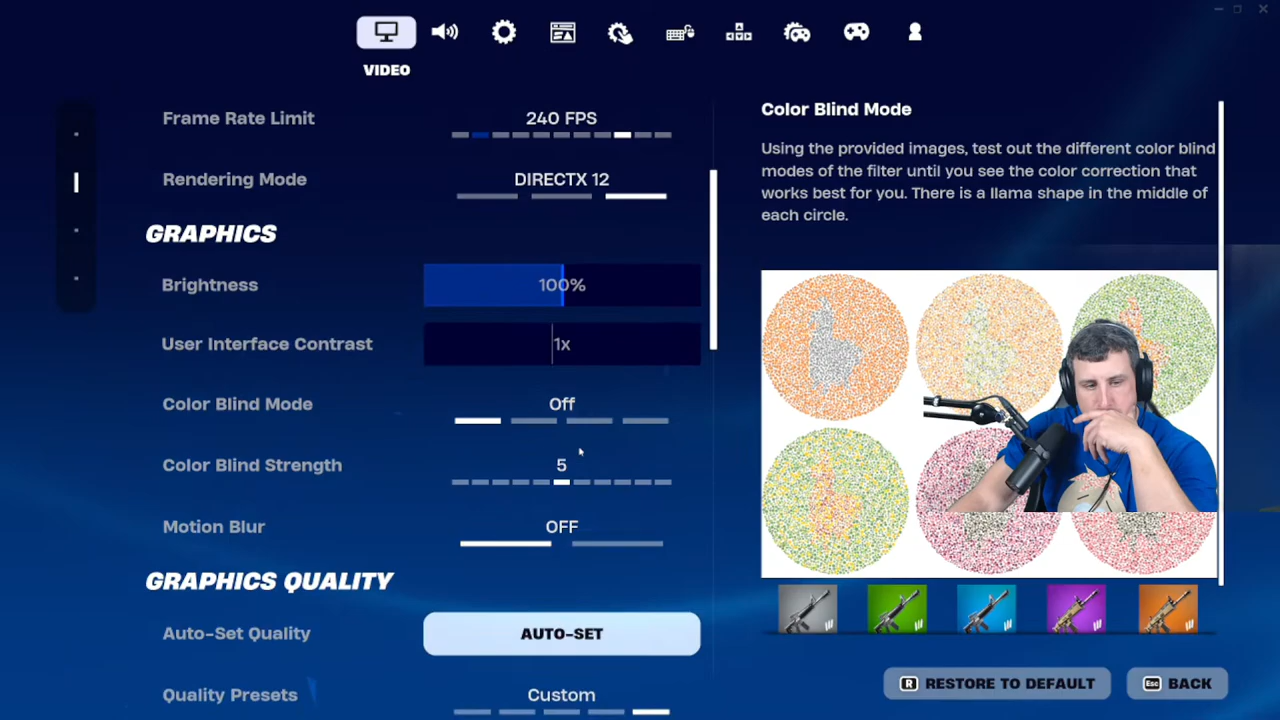 VIDEO
Frame Rate Limit
240 FPS
Rendering Mode
DIRECTX 12
GRAPHICS
Brightness
100%
User Interface Contrast
1x
Color Blind Mode
Off
Color Blind Strength
5
Motion Blur
OFF
GRAPHICS QUALITY
Auto-Set Quality
AUTO-SET
Quality Presets
Custom
Color Blind Mode
Using the provided images, test out the different color blind
modes of the filter until you see the color correction that
works best for you. There is a llama shape in the middle of
each circle.
R RESTORE TO DEFAULT
Esc BACK